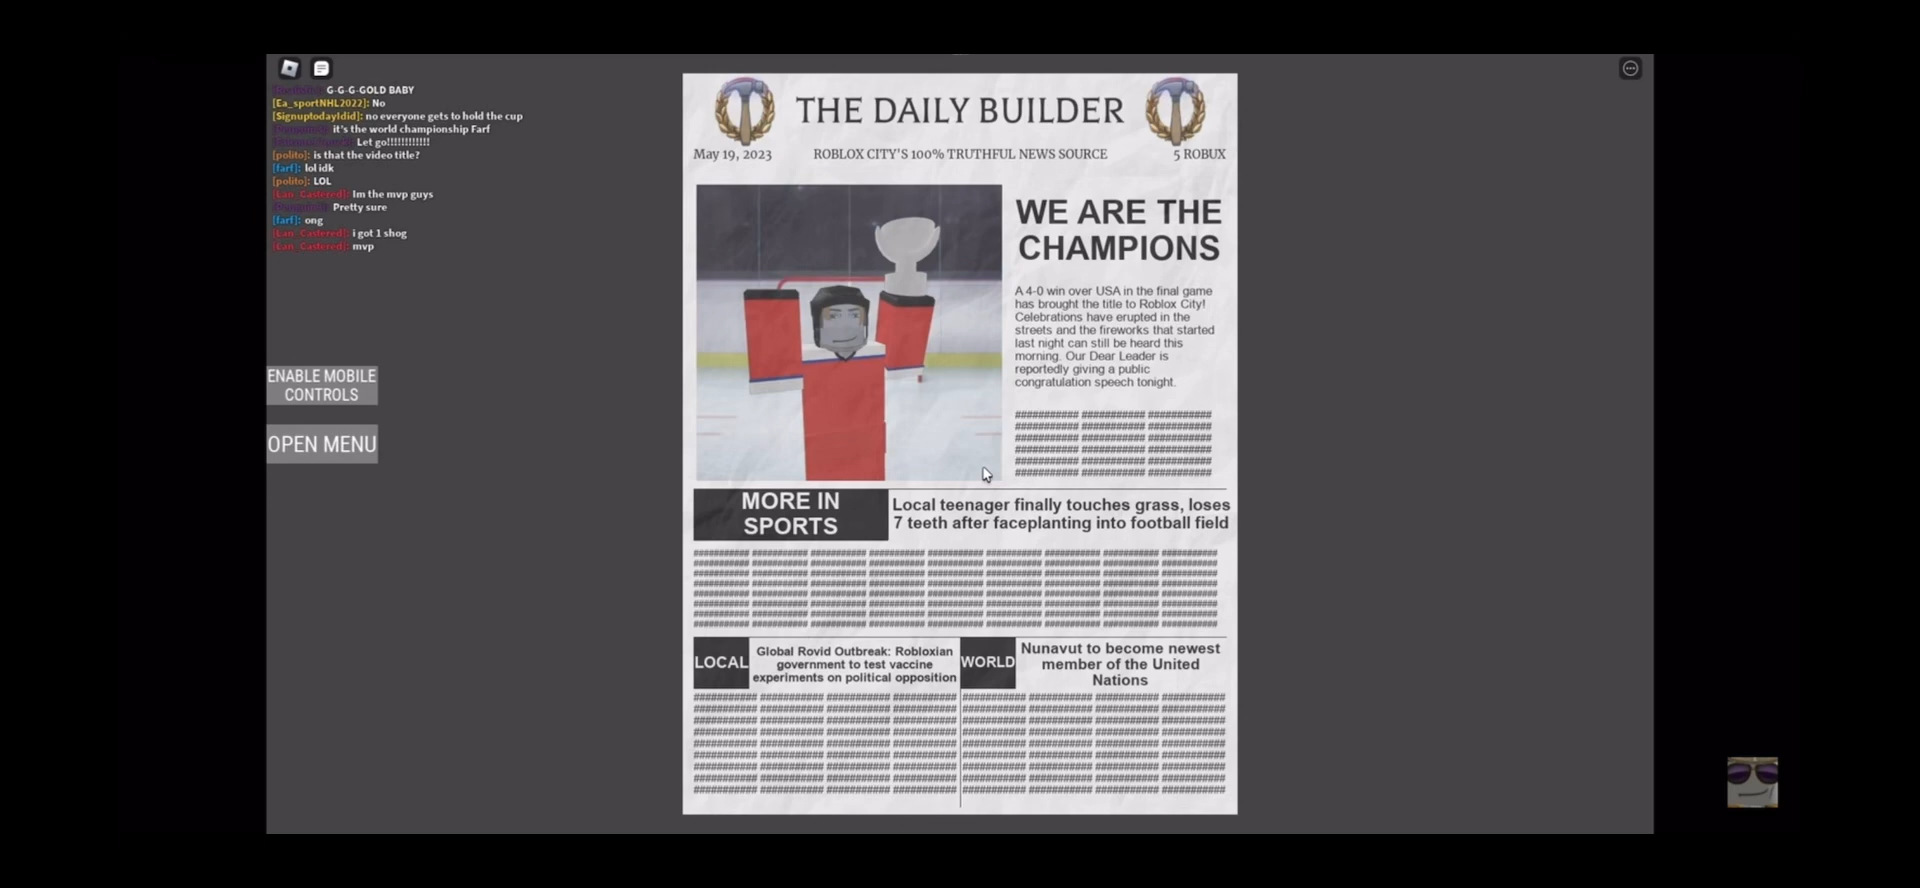 G-G-G-GOLD BABY
[Ea_sportNHL2022]: No
[SignuptodayIdid]: no everyone gets to hold the cup
it's the world championship Farf
Let go!!!!!!!!!!!!
[polito]: is that the video title?
[farf]: lol idk
[polito]: LOL
[Lan_Castered]: Im the mvp guys
Pretty sure
[farf]: ong
[Lan_Castered]: i got 1 shog
[Lan_Castered]: mvp
ENABLE MOBILE
CONTROLS
OPEN MENU
THE DAILY BUILDER
May 19, 2023 ROBLOX CITY'S 100% TRUTHFUL NEWS SOURCE 5 ROBUX
WE ARE THE
CHAMPIONS
A 4-0 win over USA in the final game
has brought the title to Roblox City!
Celebrations have erupted in the
streets and the fireworks that started
last night can still be heard this
morning. Our Dear Leader is
reportedly giving a public
congratulation speech tonight.
MORE IN
SPORTS
Local teenager finally touches grass, loses
7 teeth after faceplanting into football field
LOCAL
Global Rovid Outbreak: Robloxian
government to test vaccine
experiments on political opposition
WORLD
Nunavut to become newest
member of the United
Nations